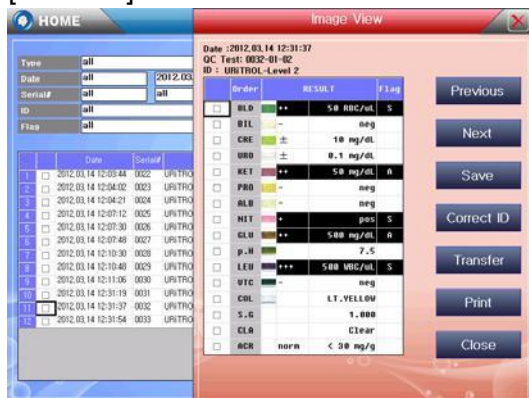 HOME
Image View
Type all
Date all 2012.03.
Serial# all all
ID all
Flag all
Date Serial#
1 2012.03.14 12:03:44 0022 URiTRO
2 2012.03.14 12:04:02 0023 URiTRO
3 2012.03.14 12:04:21 0024 URiTRO
4 2012.03.14 12:07:12 0025 URiTRO
5 2012.03.14 12:07:30 0026 URiTRO
6 2012.03.14 12:07:48 0027 URiTRO
7 2012.03.14 12:10:30 0028 URiTRO
8 2012.03.14 12:10:48 0029 URiTRO
9 2012.03.14 12:11:06 0030 URiTRO
10 2012.03.14 12:31:19 0031 URiTRO
11 2012.03.14 12:31:37 0032 URiTRO
12 2012.03.14 12:31:54 0033 URiTRO
Date :2012.03.14 12:31:37
QC Test: 0032-01-02
ID : URiTROL-Level 2
Order RESULT Flag
BLD ++ 50 RBC/uL S
BIL - neg
CRE ± 10 mg/dL
URO ± 0.1 mg/dL
KET ++ 50 mg/dL A
PRO - neg
ALB - neg
NIT + pos S
GLU ++ 500 mg/dL A
p.H 7.5
LEU +++ 500 WBC/uL S
VTC - neg
COL LT.YELLOW
S.G 1.000
CLA Clear
ACR norm < 30 mg/g
Previous
Next
Save
Correct ID
Transfer
Print
Close